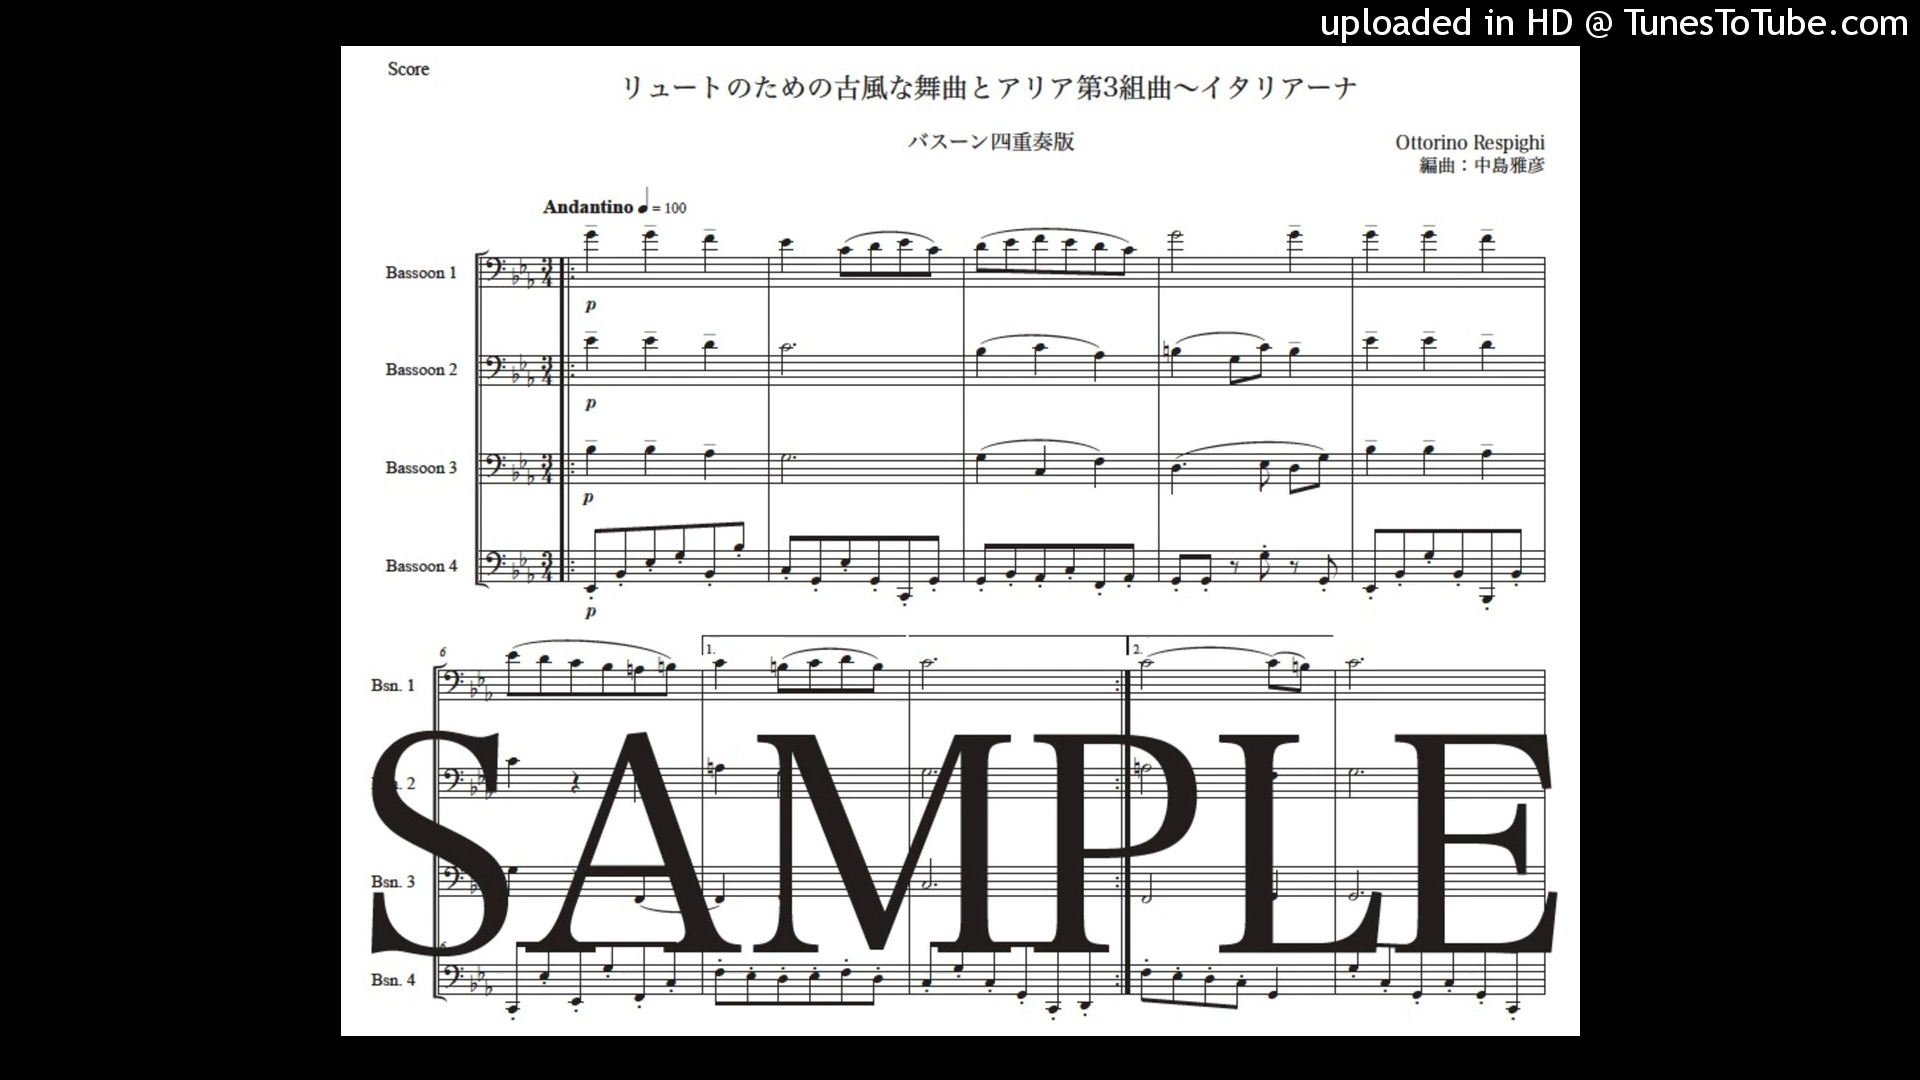 uploaded in HD @ TunesToTube.com
Score
リュートのための古風な舞曲とアリア第3組曲～イタリアーナ
バスーン四重奏版
Ottorino Respighi
編曲：中島雅彦
Andantino ♩ = 100
Bassoon 1
p
Bassoon 2
p
Bassoon 3
p
Bassoon 4
p
6
1.
2.
Bsn. 1
SAMPLE
2
Bsn. 3
6
Bsn. 4